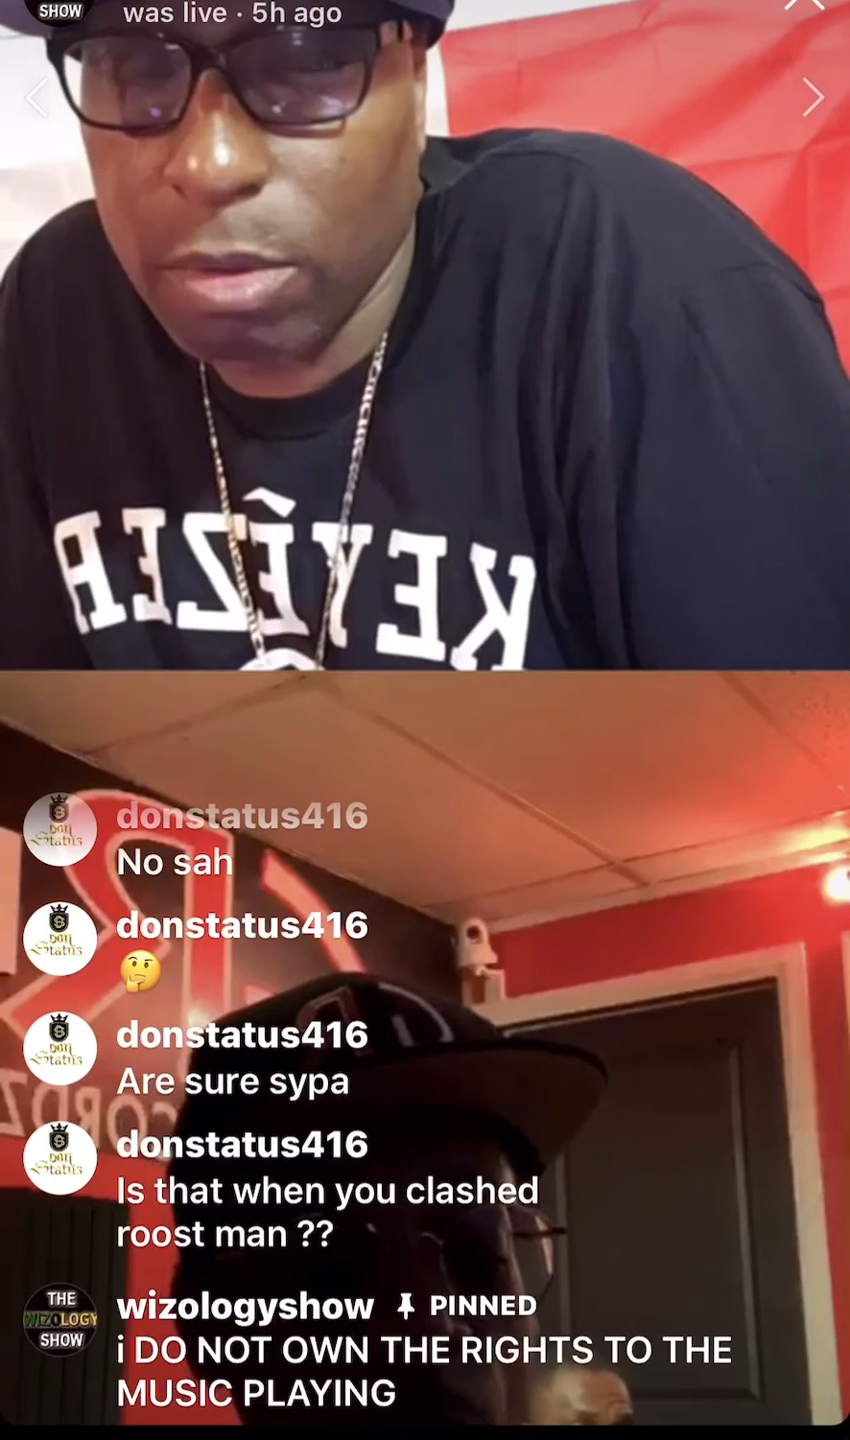 SHOW
was live · 5h ago
KEYÊZER
donstatus416
No sah
donstatus416
🤔
donstatus416
Are sure sypa
donstatus416
Is that when you clashed
roost man ??
wizologyshow PINNED
i DO NOT OWN THE RIGHTS TO THE
MUSIC PLAYING
THE
WIZOLOGY
SHOW